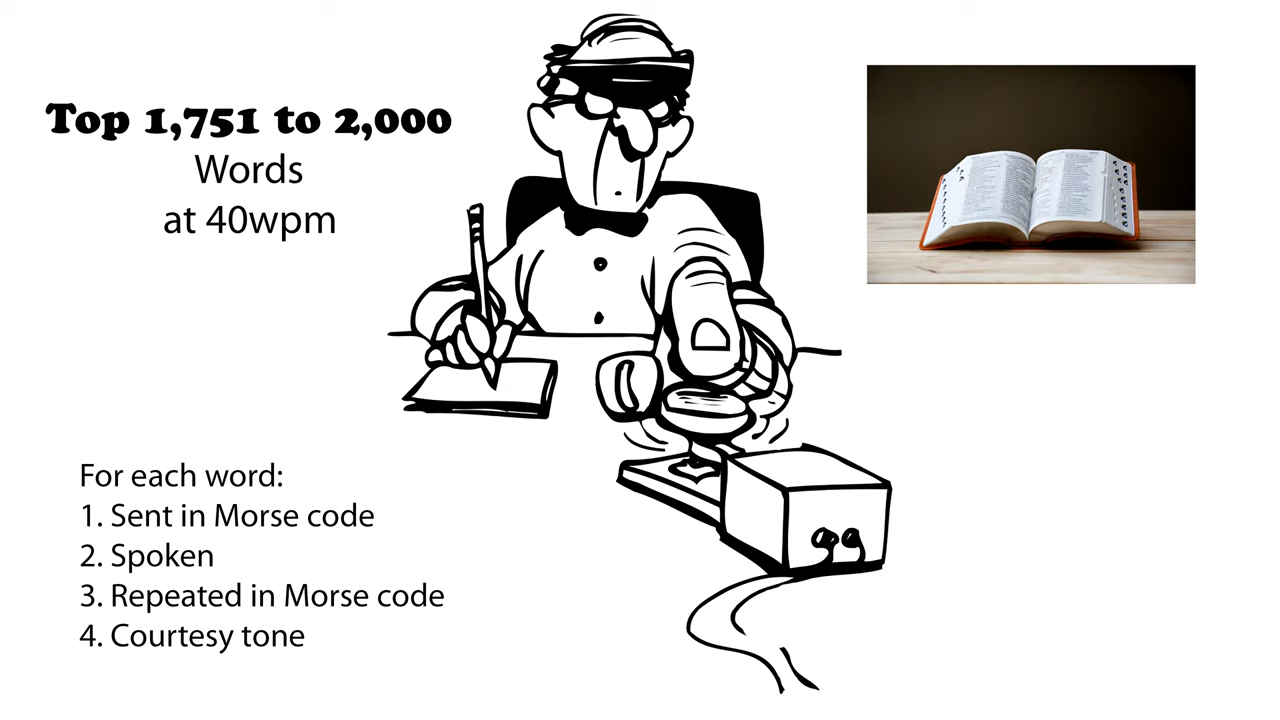 Top 1,751 to 2,000
Words
at 40wpm
For each word:
1. Sent in Morse code
2. Spoken
3. Repeated in Morse code
4. Courtesy tone